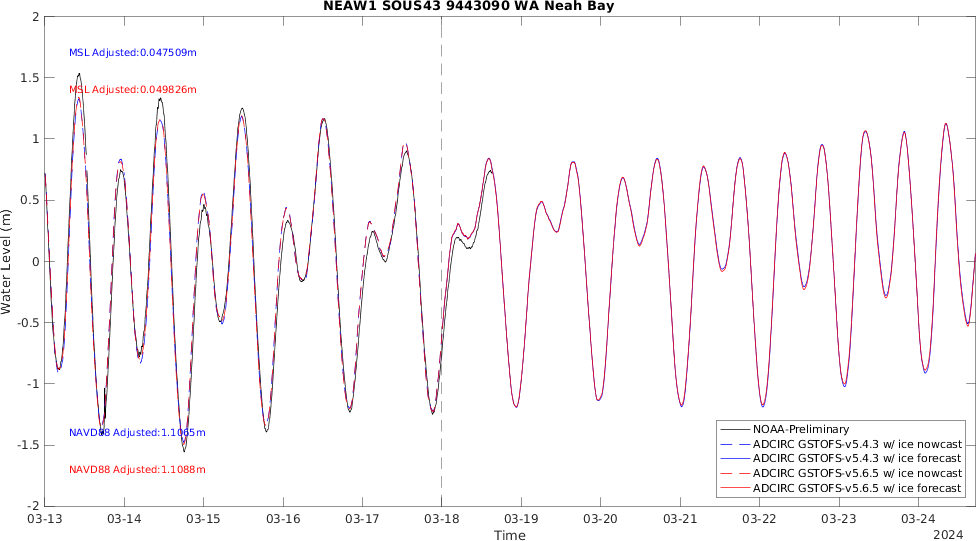 NEAW1 SOUS43 9443090 WA Neah Bay
2
1.5
1
0.5
0
-0.5
-1
-1.5
-2
Water Level (m)
MSL Adjusted:0.047509m
MSL Adjusted:0.049826m
NAVD88 Adjusted:1.1065m
NAVD88 Adjusted:1.1088m
NOAA-Preliminary
ADCIRC GSTOFS-v5.4.3 w/ ice nowcast
ADCIRC GSTOFS-v5.4.3 w/ ice forecast
ADCIRC GSTOFS-v5.6.5 w/ ice nowcast
ADCIRC GSTOFS-v5.6.5 w/ ice forecast
03-13 03-14 03-15 03-16 03-17 03-18 03-19 03-20 03-21 03-22 03-23 03-24
Time
2024